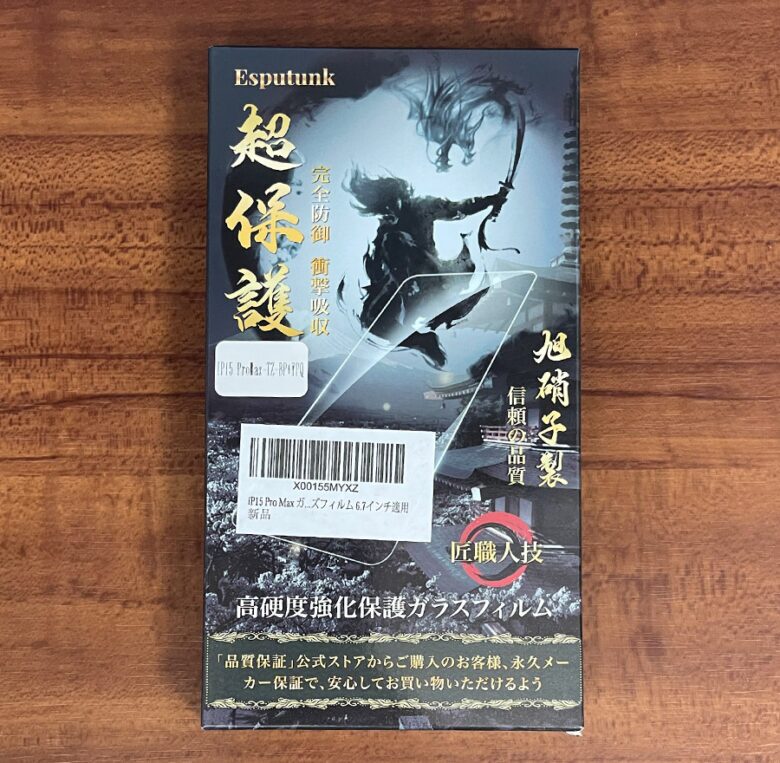 Esputunk
超保護
完全防御 衝撃吸収
旭硝子製
信頼の品質
X00155MYXZ
iP15 Pro Max ガ...ズフィルム 6.7インチ適用
新品
匠職人技
高硬度強化保護ガラスフィルム
「品質保証」公式ストアからご購入のお客様、永久メー
カー保証で、安心してお買い物いただけるよう